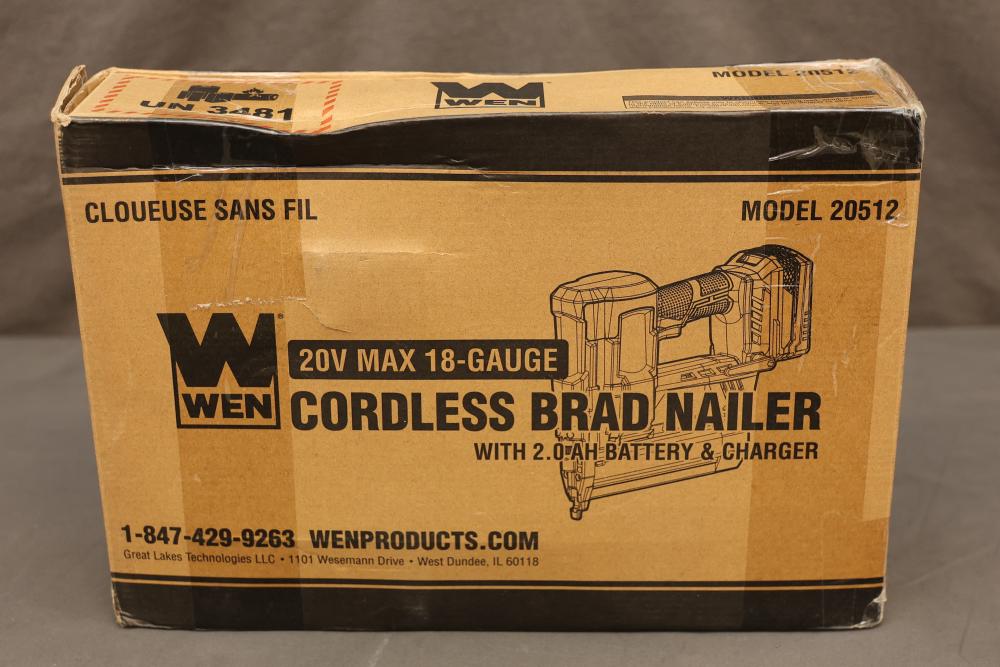 UN 3481
WEN
MODEL 20512
CLOUEUSE SANS FIL
MODEL 20512
WEN®
20V MAX 18-GAUGE
CORDLESS BRAD NAILER
WITH 2.0 AH BATTERY & CHARGER
1-847-429-9263 WENPRODUCTS.COM
Great Lakes Technologies LLC • 1101 Wesemann Drive • West Dundee, IL 60118